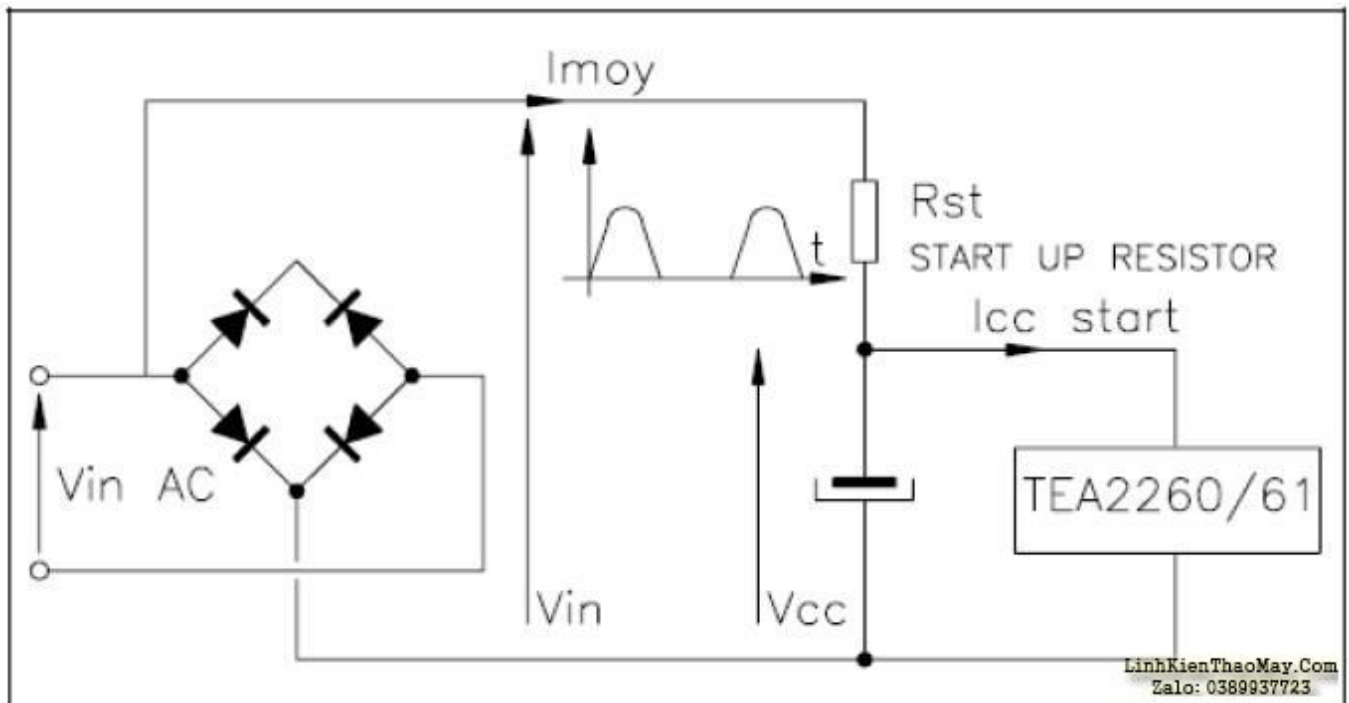 Imoy
t
Rst
START UP RESISTOR
Icc start
Vin AC
TEA2260/61
Vin
Vcc
LinhKienThaoMay.Com
Zalo: 0389937723